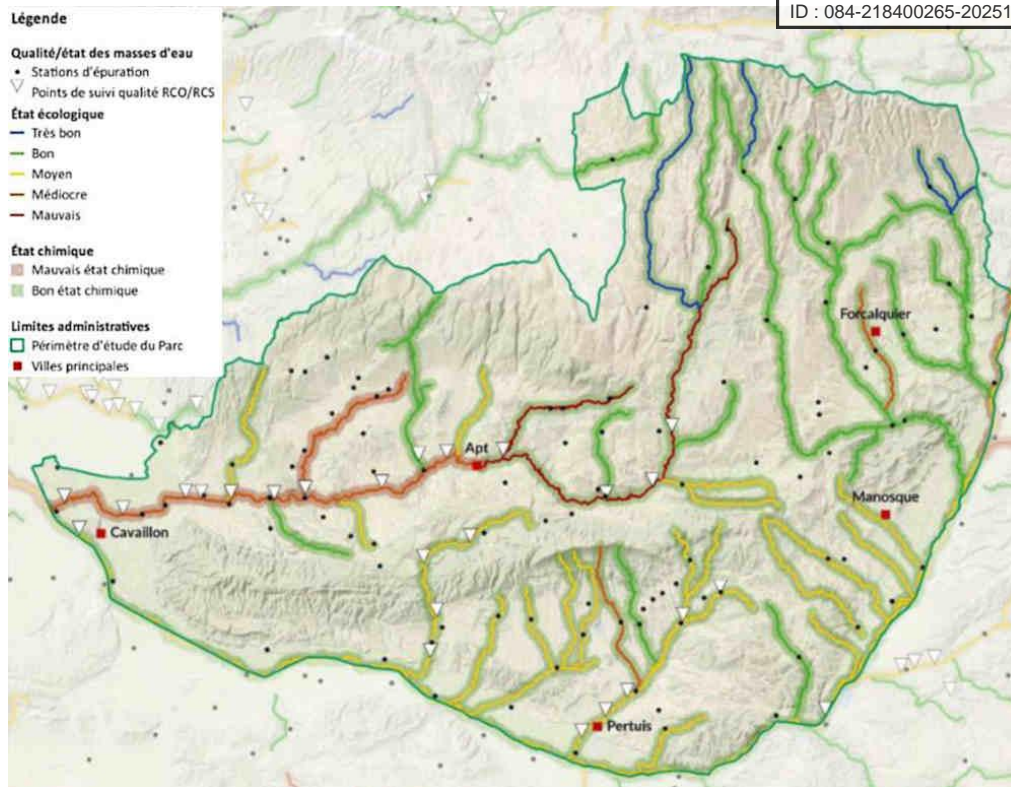 ID : 084-218400265-20251
Légende
Qualité/état des masses d'eau
Stations d'épuration
Points de suivi qualité RCO/RCS
État écologique
Très bon
Bon
Moyen
Médiocre
Mauvais
État chimique
Mauvais état chimique
Bon état chimique
Limites administratives
Périmètre d'étude du Parc
Villes principales
Forcalquier
Apt
Manosque
Cavaillon
Pertuis